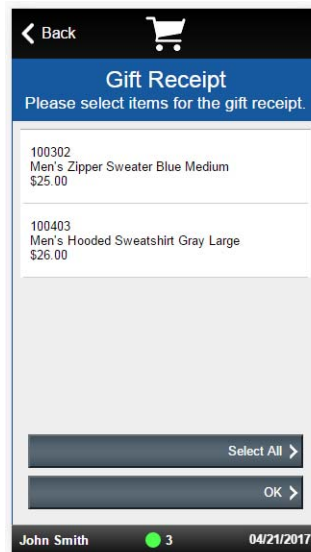 Back
Gift Receipt
Please select items for the gift receipt.
100302
Men's Zipper Sweater Blue Medium
$25.00
100403
Men's Hooded Sweatshirt Gray Large
$26.00
Select All
OK
John Smith 3 04/21/2017